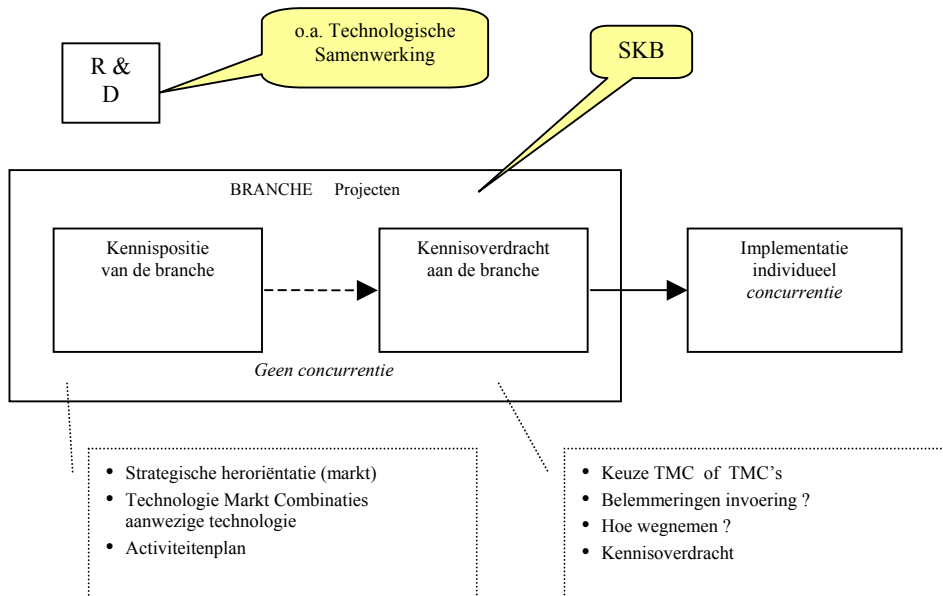 o.a. Technologische
Samenwerking
SKB
R &
D
BRANCHE Projecten
Kennispositie
van de branche
Kennisoverdracht
aan de branche
Implementatie
individueel
concurrentie
Geen concurrentie
• Strategische heroriëntatie (markt)
• Technologie Markt Combinaties
aanwezige technologie
• Activiteitenplan
• Keuze TMC of TMC's
• Belemmeringen invoering ?
• Hoe wegnemen ?
• Kennisoverdracht